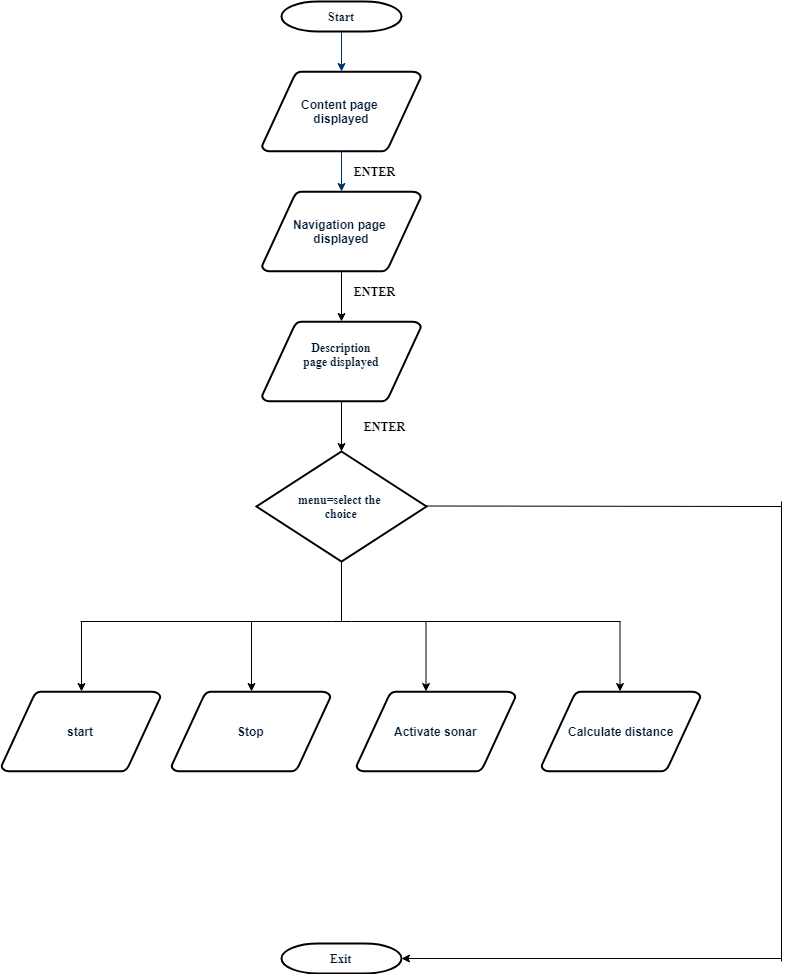 Start
Content page
displayed
ENTER
Navigation page
displayed
ENTER
Description
page displayed
ENTER
menu=select the
choice
start
Stop
Activate sonar
Calculate distance
Exit